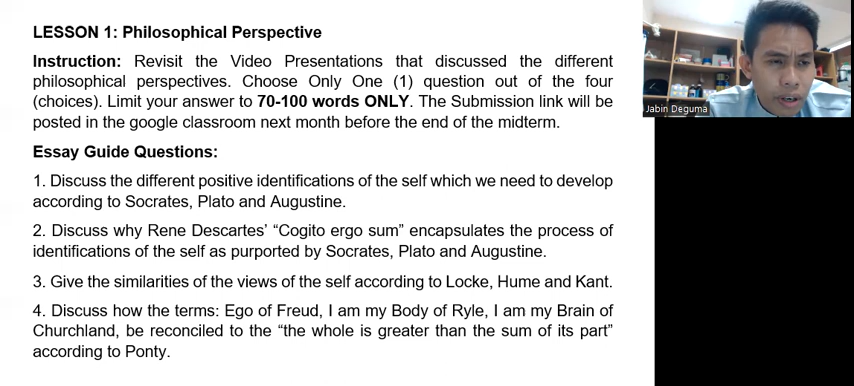 LESSON 1: Philosophical Perspective
Instruction: Revisit the Video Presentations that discussed the different
philosophical perspectives. Choose Only One (1) question out of the four
(choices). Limit your answer to 70-100 words ONLY. The Submission link will be
posted in the google classroom next month before the end of the midterm.
Essay Guide Questions:
1. Discuss the different positive identifications of the self which we need to develop
according to Socrates, Plato and Augustine.
2. Discuss why Rene Descartes' “Cogito ergo sum” encapsulates the process of
identifications of the self as purported by Socrates, Plato and Augustine.
3. Give the similarities of the views of the self according to Locke, Hume and Kant.
4. Discuss how the terms: Ego of Freud, I am my Body of Ryle, I am my Brain of
Churchland, be reconciled to the “the whole is greater than the sum of its part”
according to Ponty.
Jabin Deguma